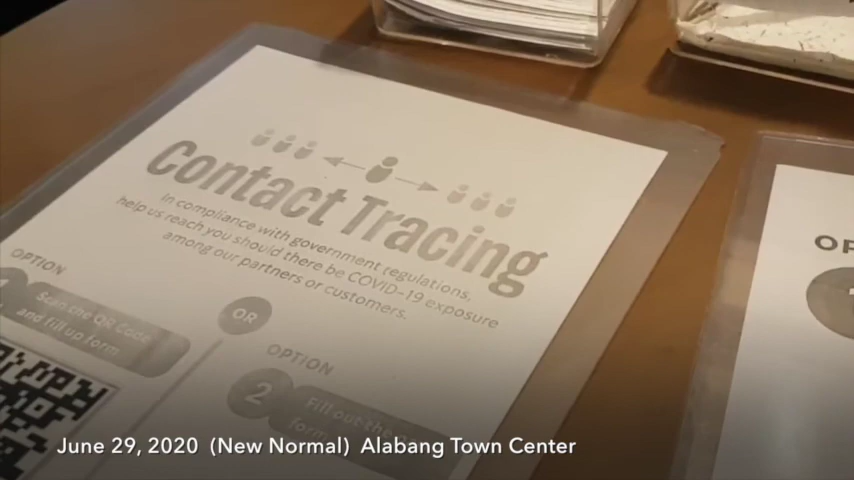 Contact Tracing
In compliance with government regulations,
help us reach you should there be COVID-19 exposure
among our partners or customers.
OPTION
Scan the QR Code
and fill up form
OR
OPTION
2
Fill out the
form
OP
June 29, 2020 (New Normal) Alabang Town Center